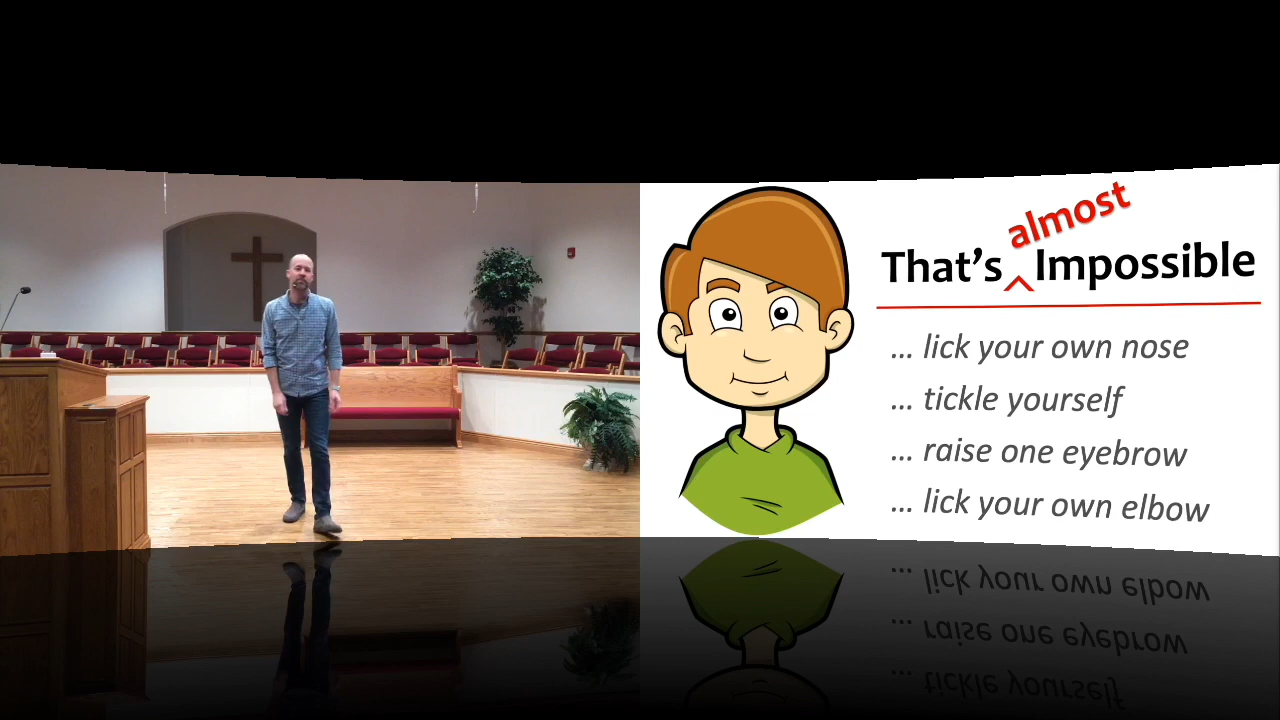 almost
That's ^ Impossible
... lick your own nose
... tickle yourself
... raise one eyebrow
... lick your own elbow